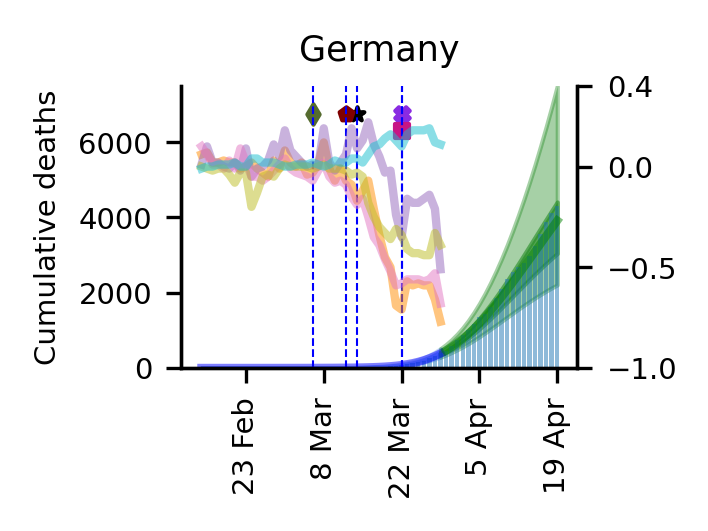 Germany
Cumulative deaths
6000
4000
2000
0
0.4
0.0
−0.5
−1.0
23 Feb
8 Mar
22 Mar
5 Apr
19 Apr